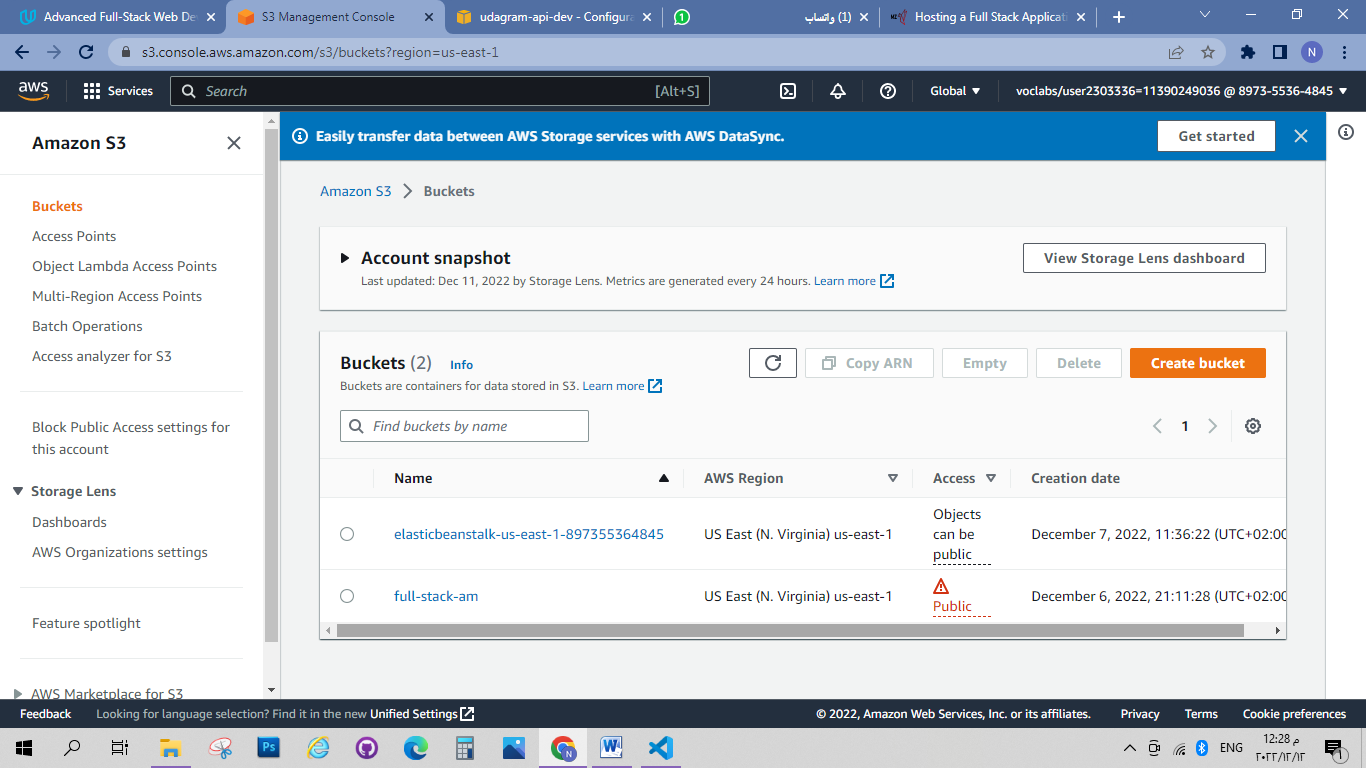 Advanced Full-Stack Web De
S3 Management Console
udagram-api-dev - Configura
(1) واتساب
Hosting a Full Stack Applicati
s3.console.aws.amazon.com/s3/buckets?region=us-east-1
N
aws
Services
Search
[Alt+S]
Global
voclabs/user2303336=11390249036 @ 8973-5536-4845
Amazon S3
Buckets
Access Points
Object Lambda Access Points
Multi-Region Access Points
Batch Operations
Access analyzer for S3
Block Public Access settings for
this account
Storage Lens
Dashboards
AWS Organizations settings
Feature spotlight
AWS Marketplace for S3
Easily transfer data between AWS Storage services with AWS DataSync.
Get started
Amazon S3 > Buckets
Account snapshot
View Storage Lens dashboard
Last updated: Dec 11, 2022 by Storage Lens. Metrics are generated every 24 hours. Learn more
Buckets (2) Info
Copy ARN
Empty
Delete
Create bucket
Buckets are containers for data stored in S3. Learn more
Find buckets by name
1
Name
AWS Region
Access
Creation date
elasticbeanstalk-us-east-1-897355364845
US East (N. Virginia) us-east-1
Objects
can be
public
December 7, 2022, 11:36:22 (UTC+02:00
full-stack-am
US East (N. Virginia) us-east-1
Public
December 6, 2022, 21:11:28 (UTC+02:00
Feedback
Looking for language selection? Find it in the new Unified Settings
© 2022, Amazon Web Services, Inc. or its affiliates.
Privacy
Terms
Cookie preferences
Ps
N
W
ENG
12:28 م
٢٠٢٢/١٢/١٢
1